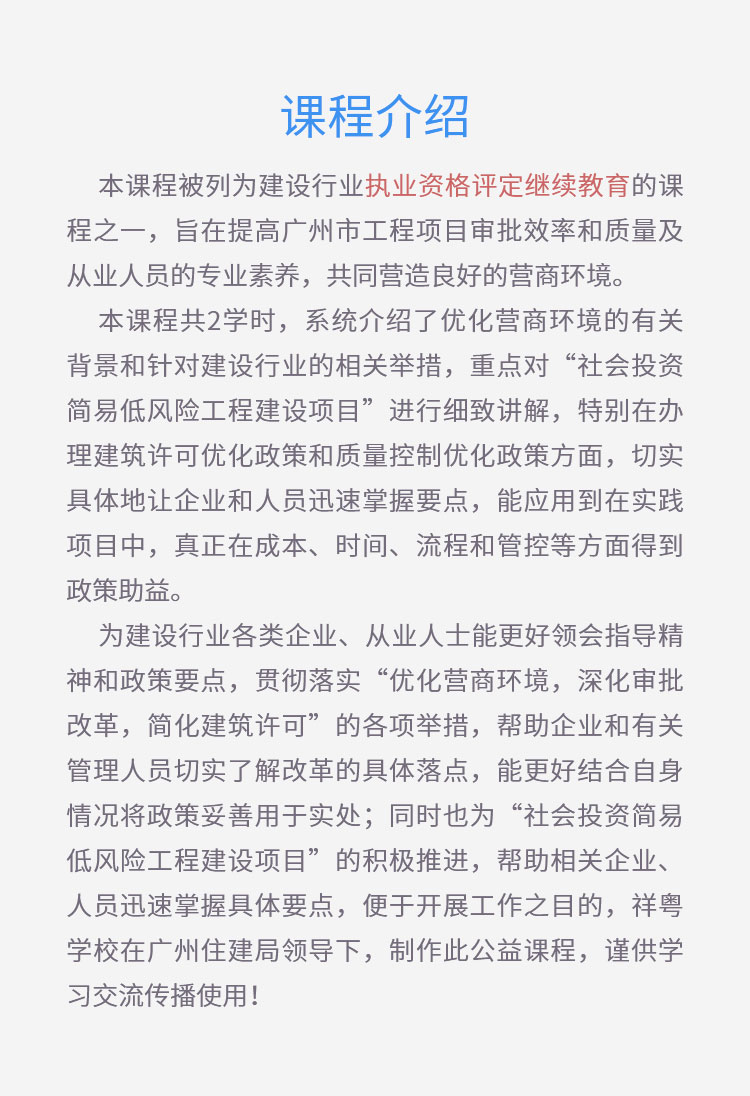 课程介绍
本课程被列为建设行业执业资格评定继续教育的课
程之一，旨在提高广州市工程项目审批效率和质量及
从业人员的专业素养，共同营造良好的营商环境。
本课程共2学时，系统介绍了优化营商环境的有关
背景和针对建设行业的相关举措，重点对“社会投资
简易低风险工程建设项目”进行细致讲解，特别在办
理建筑许可优化政策和质量控制优化政策方面，切实
具体地让企业和人员迅速掌握要点，能应用到在实践
项目中，真正在成本、时间、流程和管控等方面得到
政策助益。
为建设行业各类企业、从业人士能更好领会指导精
神和政策要点，贯彻落实“优化营商环境，深化审批
改革，简化建筑许可”的各项举措，帮助企业和有关
管理人员切实了解改革的具体落点，能更好结合自身
情况将政策妥善用于实处；同时也为“社会投资简易
低风险工程建设项目”的积极推进，帮助相关企业、
人员迅速掌握具体要点，便于开展工作之目的，祥粤
学校在广州住建局领导下，制作此公益课程，谨供学
习交流传播使用！